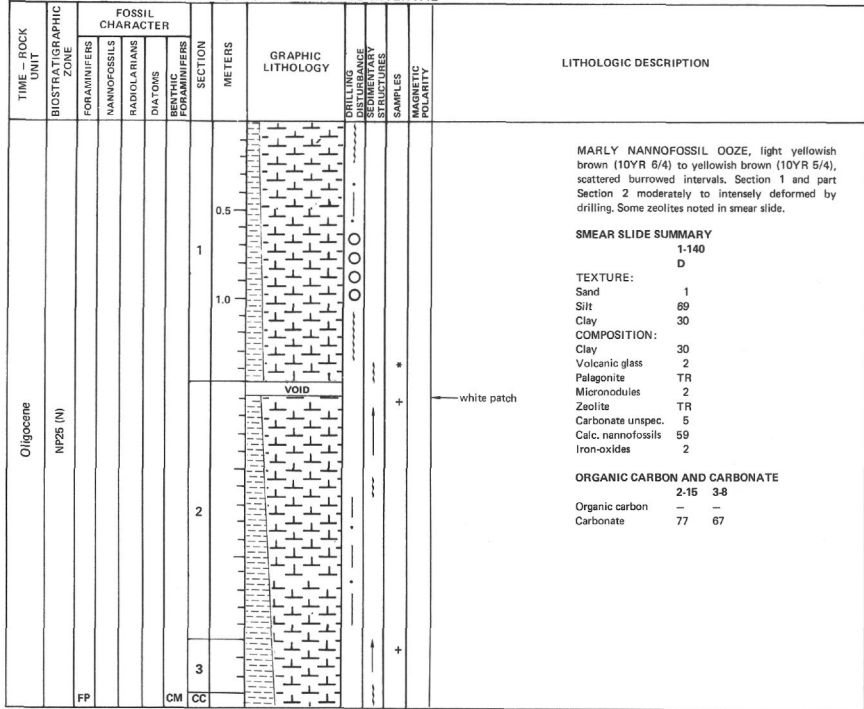 TIME – ROCK
UNIT
BIOSTRATIGRAPHIC
ZONE
FOSSIL
CHARACTER
FORAMINIFERS
NANNOFOSSILS
RADIOLARIANS
DIATOMS
BENTHIC
FORAMINIFERS
SECTION
METERS
GRAPHIC
LITHOLOGY
DRILLING
DISTURBANCE
SEDIMENTARY
STRUCTURES
SAMPLES
MAGNETIC
POLARITY
LITHOLOGIC DESCRIPTION
Oligocene
NP25 (N)
FP
CM
1
2
3
CC
0.5
1.0
VOID
*
+
+
white patch
MARLY NANNOFOSSIL OOZE, light yellowish
brown (10YR 6/4) to yellowish brown (10YR 5/4),
scattered burrowed intervals. Section 1 and part
Section 2 moderately to intensely deformed by
drilling. Some zeolites noted in smear slide.
SMEAR SLIDE SUMMARY
1-140
D
TEXTURE:
Sand 1
Silt 69
Clay 30
COMPOSITION:
Clay 30
Volcanic glass 2
Palagonite TR
Micronodules 2
Zeolite TR
Carbonate unspec. 5
Calc. nannofossils 59
Iron-oxides 2
ORGANIC CARBON AND CARBONATE
2-15 3-8
Organic carbon – –
Carbonate 77 67